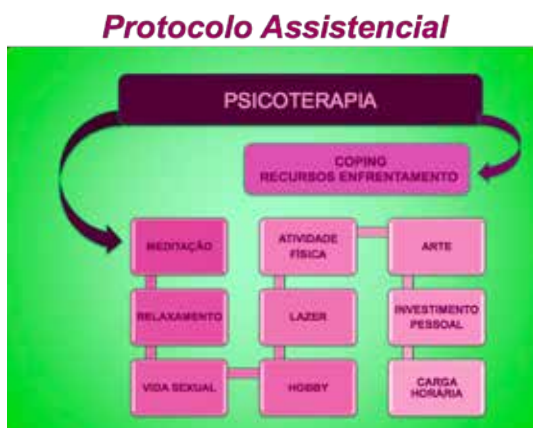 Protocolo Assistencial
PSICOTERAPIA
COPING
RECURSOS ENFRENTAMENTO
MEDITAÇÃO
RELAXAMENTO
VIDA SEXUAL
HOBBY
LAZER
ATIVIDADE
FÍSICA
ARTE
INVESTIMENTO
PESSOAL
CARGA
HORÁRIA